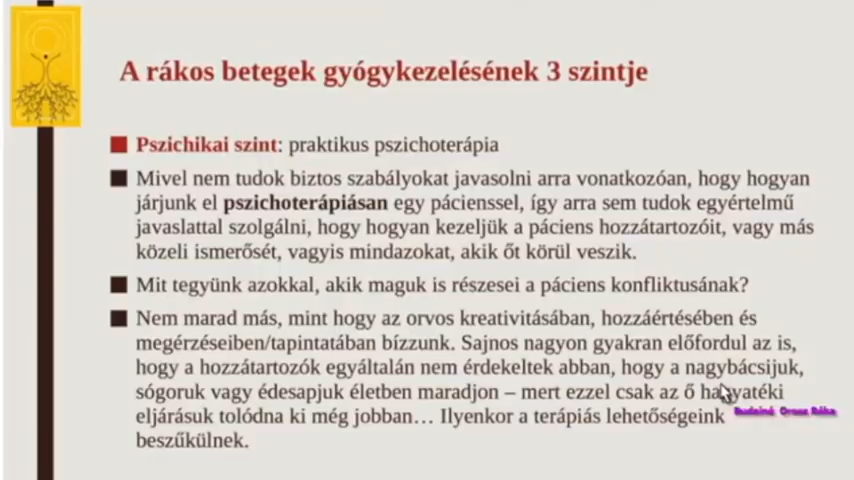 A rákos betegek gyógykezelésének 3 szintje
Pszichikai szint: praktikus pszichoterápia
Mivel nem tudok biztos szabályokat javasolni arra vonatkozóan, hogy hogyan
járjunk el pszichoterápiásan egy pácienssel, így arra sem tudok egyértelmű
javaslattal szolgálni, hogy hogyan kezeljük a páciens hozzátartozóit, vagy más
közeli ismerősét, vagyis mindazokat, akik őt körül veszik.
Mit tegyünk azokkal, akik maguk is részesei a páciens konfliktusának?
Nem marad más, mint hogy az orvos kreativitásában, hozzáértésében és
megérzéseiben/tapintatában bízzunk. Sajnos nagyon gyakran előfordul az is,
hogy a hozzátartozók egyáltalán nem érdekeltek abban, hogy a nagybácsijuk,
sógoruk vagy édesapjuk életben maradjon – mert ezzel csak az ő hagyatéki
eljárásuk tolódna ki még jobban… Ilyenkor a terápiás lehetőségeink
beszűkülnek.